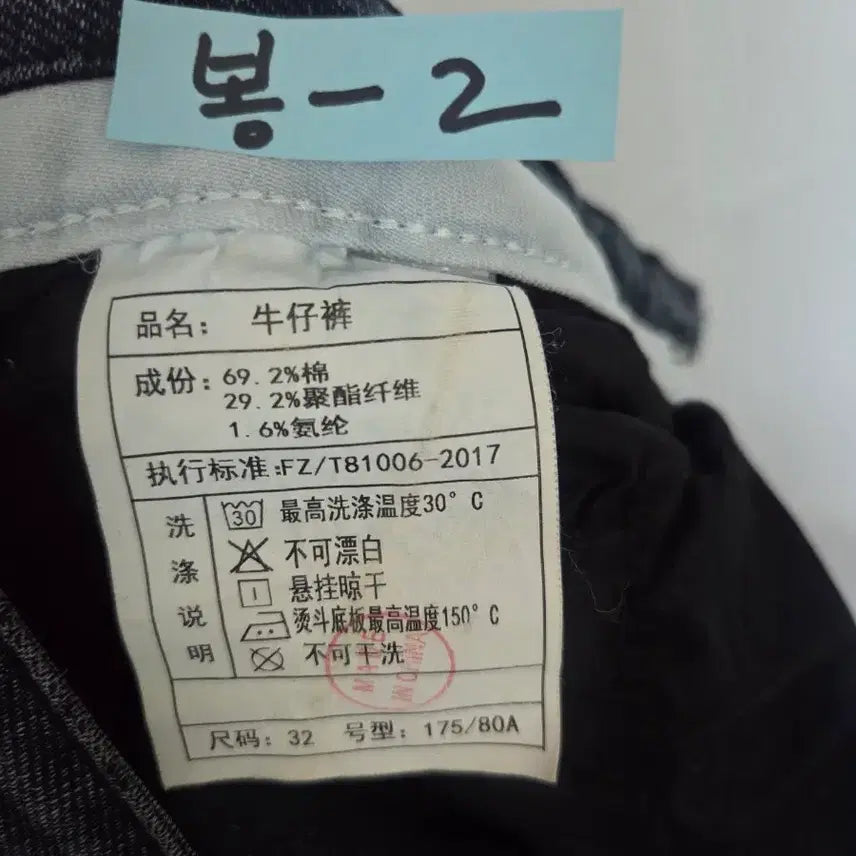 봉-2
品名: 牛仔裤
成份: 69.2%棉
29.2%聚酯纤维
1.6%氨纶
执行标准:FZ/T81006-2017
洗涤说明
30 最高洗涤温度30°C
不可漂白
悬挂晾干
烫斗底板最高温度150°C
不可干洗
IN CHINA
尺码: 32 号型: 175/80A